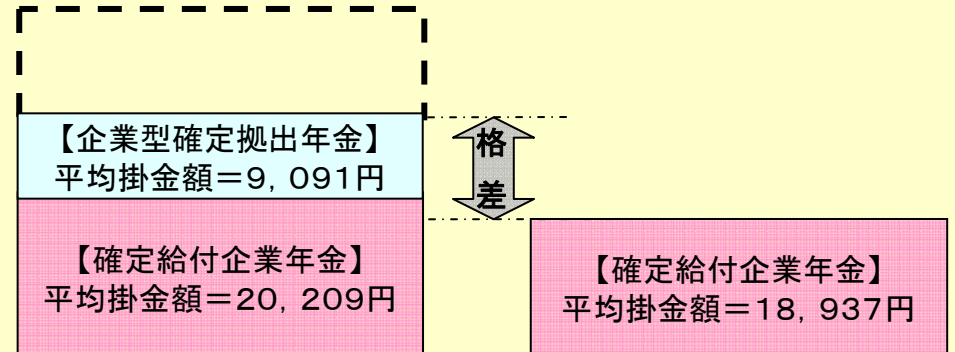 【企業型確定拠出年金】
平均掛金額＝9，091円
格
差
【確定給付企業年金】
平均掛金額＝20，209円
【確定給付企業年金】
平均掛金額＝18，937円